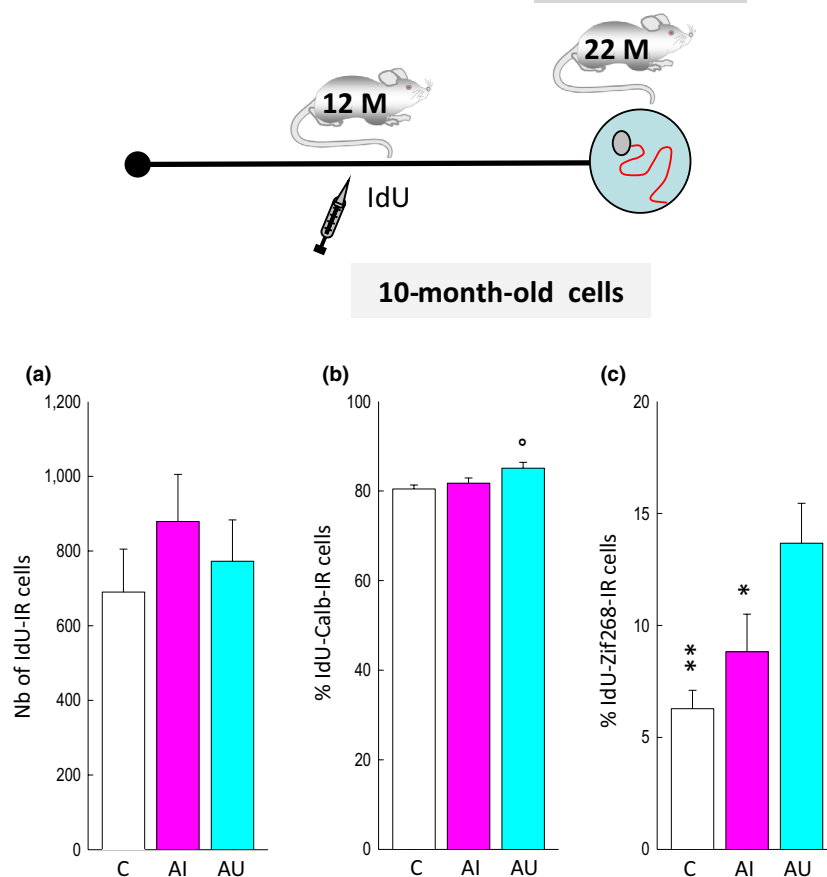 22 M
12 M
IdU
10-month-old cells
(a)
(b)
(c)
Nb of IdU-IR cells
1,200
1,000
800
600
400
200
0
C AI AU
% IdU-Calb-IR cells
100
80
60
40
20
0
°
C AI AU
% IdU-Zif268-IR cells
20
15
10
5
0
**
*
C AI AU